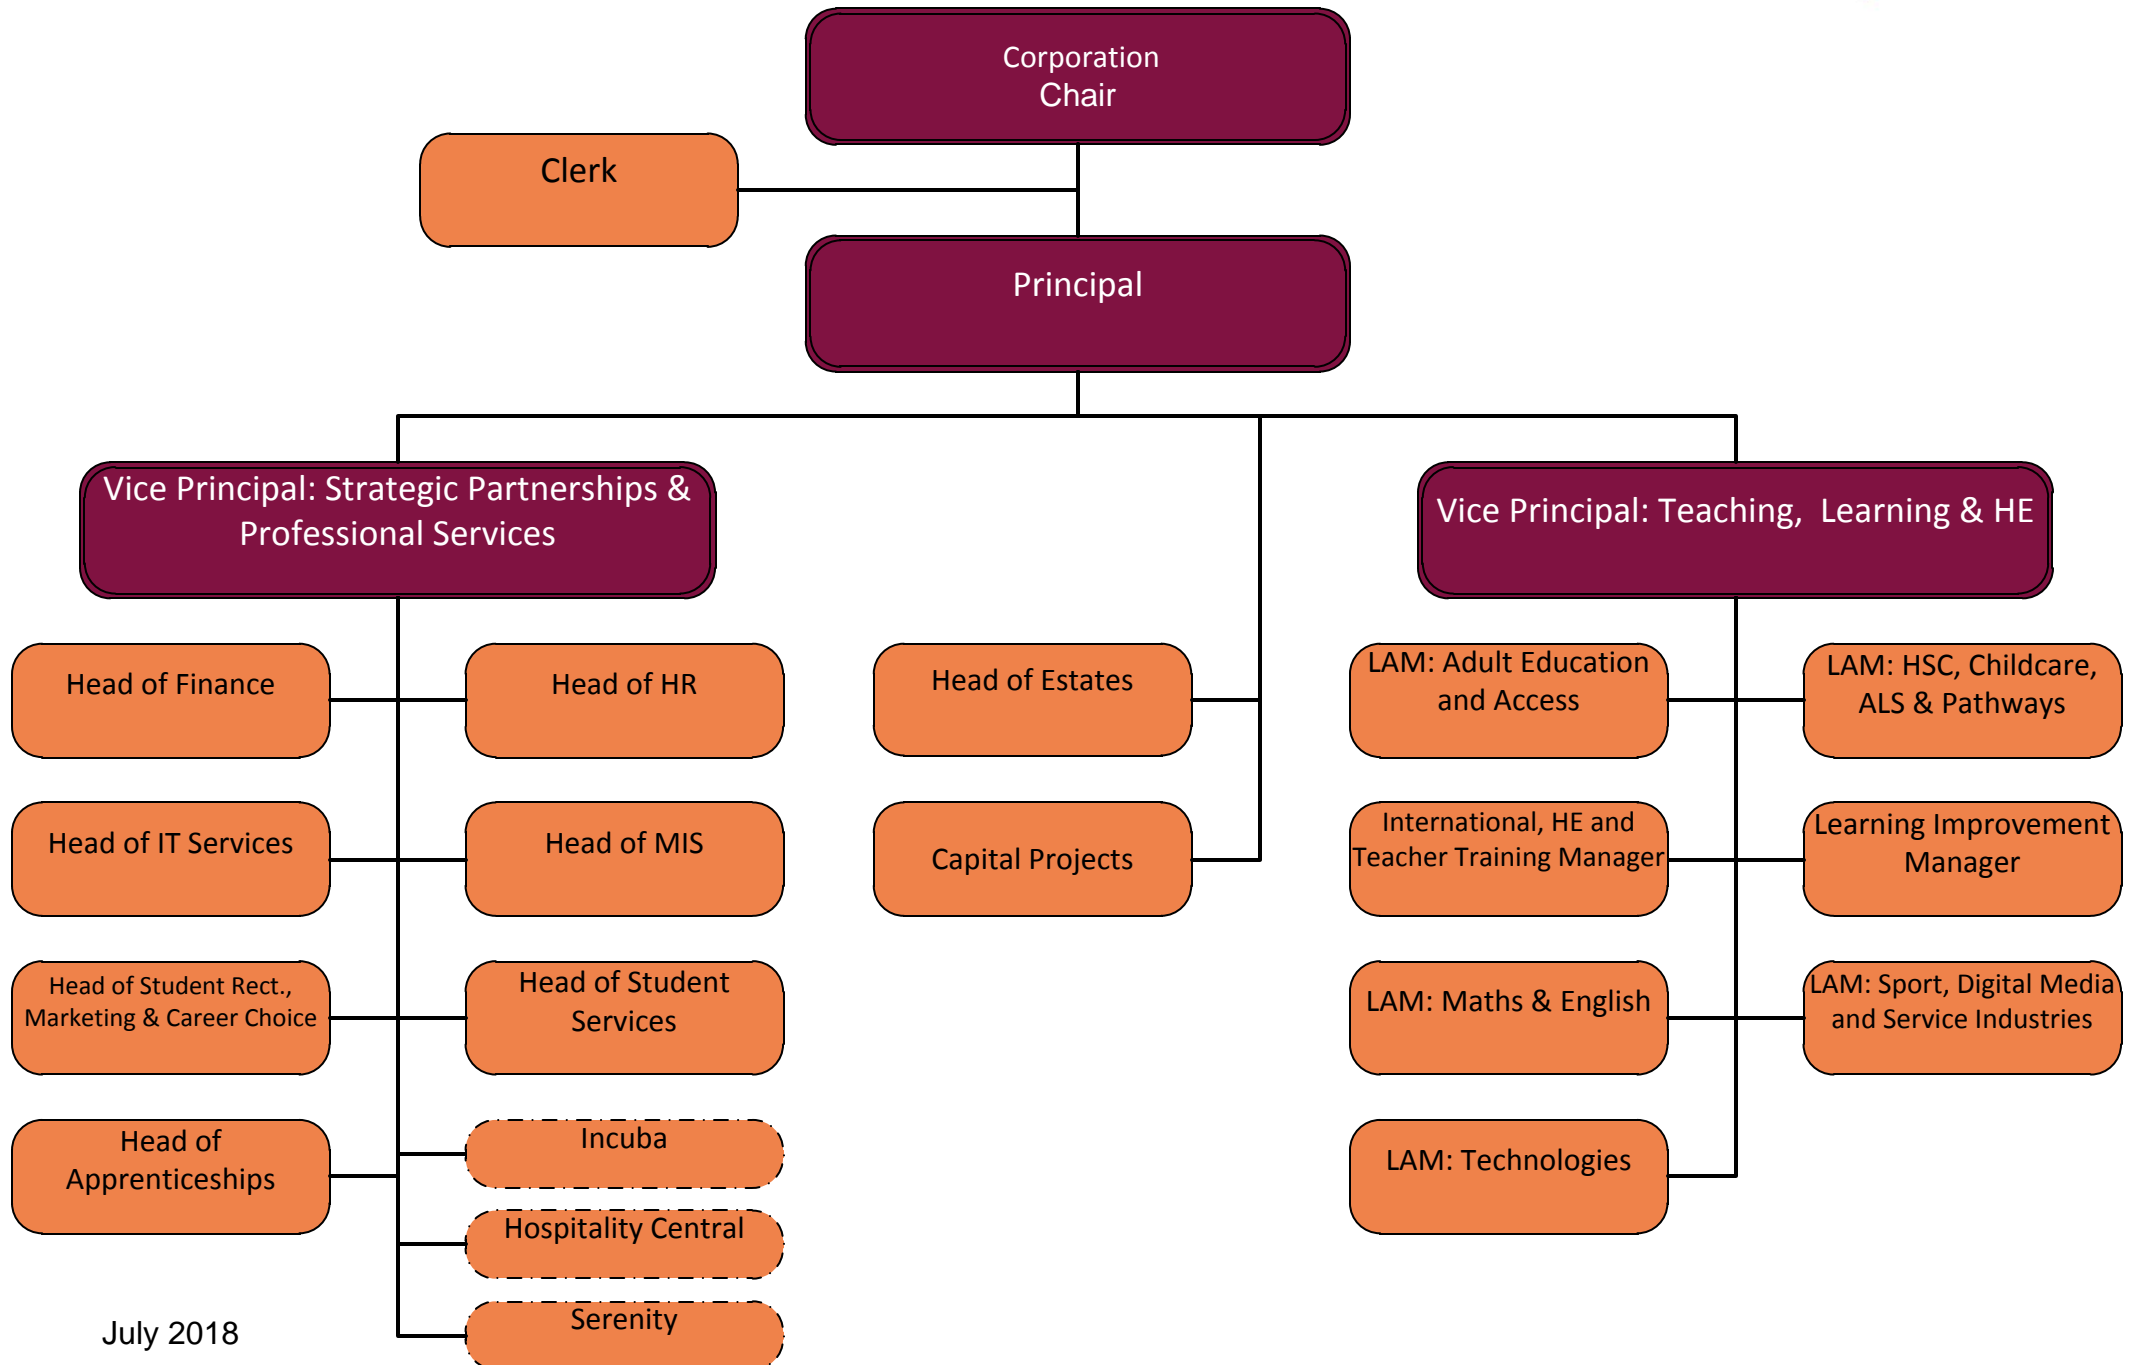 Corporation
Chair
Clerk
Principal
Vice Principal: Strategic Partnerships &
Professional Services
Vice Principal: Teaching,  Learning & HE
Head of Finance
Head of HR
Head of Estates
LAM: Adult Education
and Access
LAM: HSC, Childcare,
ALS & Pathways
Head of IT Services
Head of MIS
Capital Projects
International, HE and
Teacher Training Manager
Learning Improvement
Manager
Head of Student Rect.,
Marketing & Career Choice
Head of Student
Services
LAM: Maths & English
LAM: Sport, Digital Media
and Service Industries
Head of
Apprenticeships
Incuba
Hospitality Central
Serenity
LAM: Technologies
July 2018